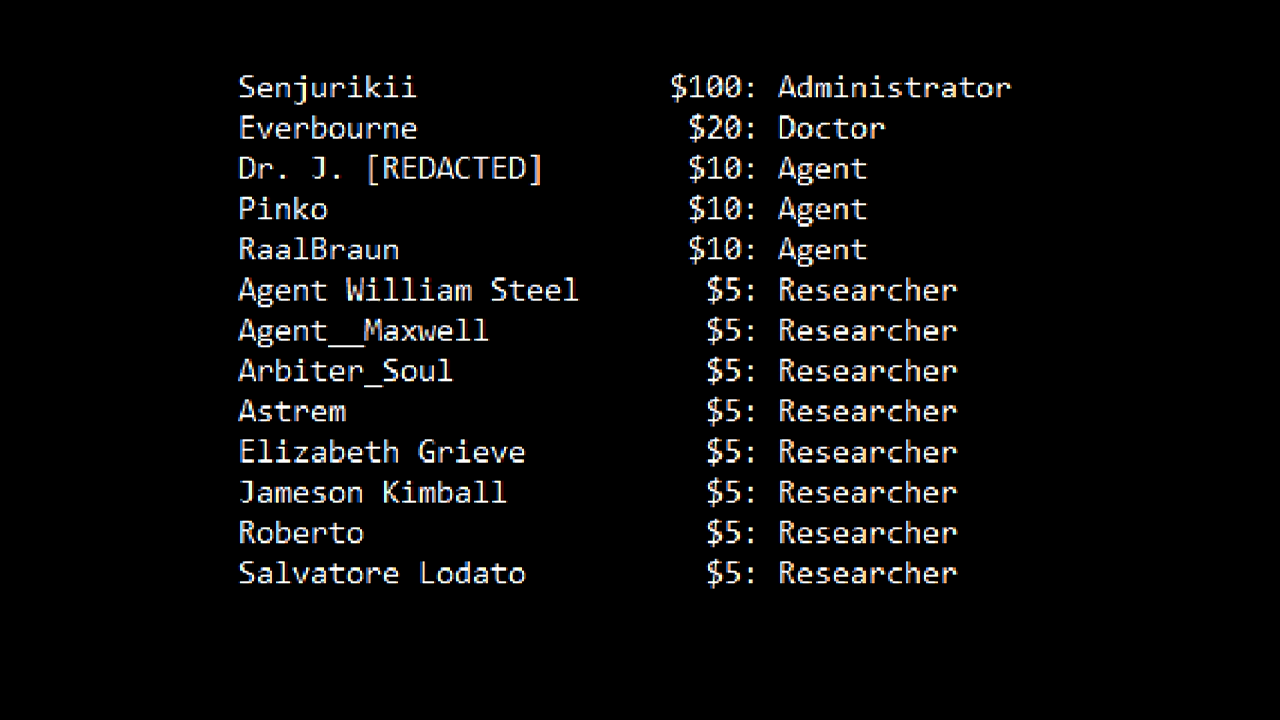 Senjurikii $100: Administrator
Everbourne $20: Doctor
Dr. J. [REDACTED] $10: Agent
Pinko $10: Agent
RaalBraun $10: Agent
Agent William Steel $5: Researcher
Agent__Maxwell $5: Researcher
Arbiter_Soul $5: Researcher
Astrem $5: Researcher
Elizabeth Grieve $5: Researcher
Jameson Kimball $5: Researcher
Roberto $5: Researcher
Salvatore Lodato $5: Researcher